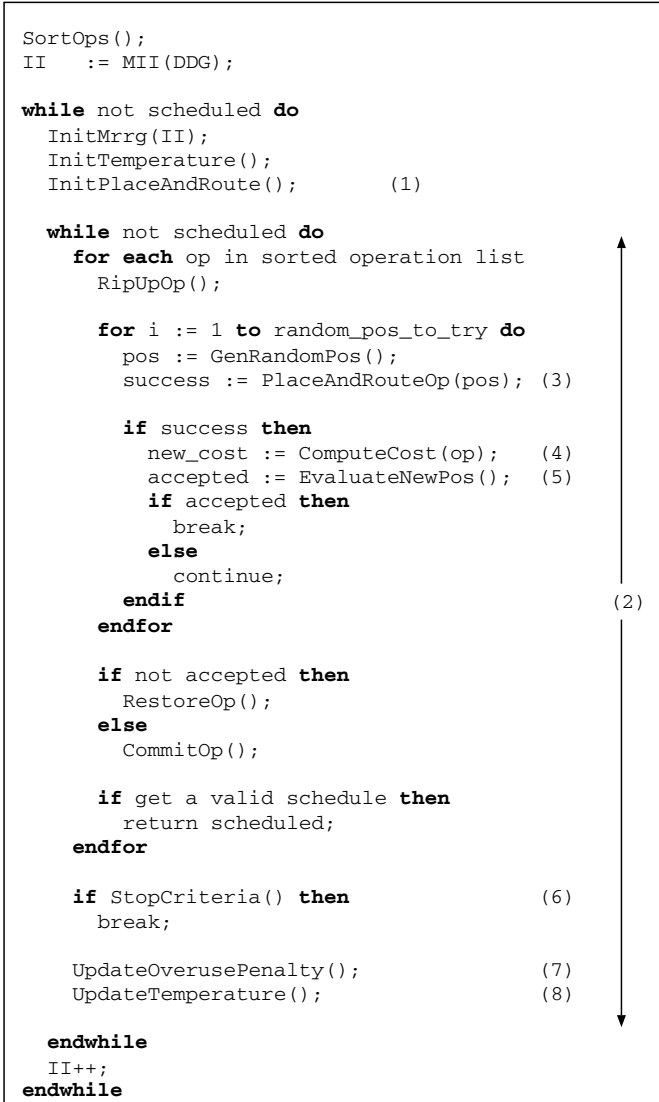 SortOps();
II := MII(DDG);
while not scheduled do
InitMrrg(II);
InitTemperature();
InitPlaceAndRoute(); (1)
while not scheduled do
for each op in sorted operation list
RipUpOp();
for i := 1 to random_pos_to_try do
pos := GenRandomPos();
success := PlaceAndRouteOp(pos); (3)
if success then
new_cost := ComputeCost(op); (4)
accepted := EvaluateNewPos(); (5)
if accepted then
break;
else
continue;
endif (2)
endfor
if not accepted then
RestoreOp();
else
CommitOp();
if get a valid schedule then
return scheduled;
endfor
if StopCriteria() then (6)
break;
UpdateOverusePenalty(); (7)
UpdateTemperature(); (8)
endwhile
II++;
endwhile